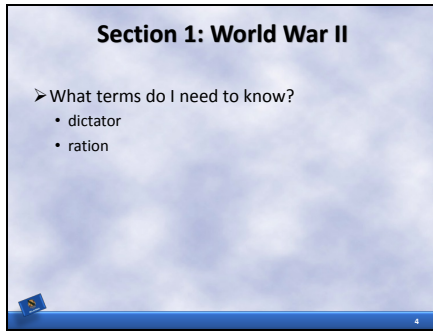 Section 1: World War II
➢What terms do I need to know?
• dictator
• ration
4